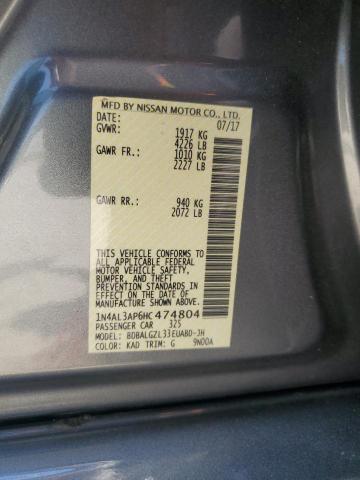 MFD BY NISSAN MOTOR CO., LTD.
DATE: 07/17
GVWR: 1917 KG
4226 LB
GAWR FR.: 1010 KG
2227 LB
GAWR RR.: 940 KG
2072 LB
THIS VEHICLE CONFORMS TO
ALL APPLICABLE FEDERAL
MOTOR VEHICLE SAFETY,
BUMPER, AND THEFT
PREVENTION STANDARDS IN
EFFECT ON THE DATE OF
MANUFACTURE SHOWN ABOVE.
1N4AL3AP6HC474804
PASSENGER CAR 325
MODEL: BDBALGZL33EUABD-JH
COLOR: KAD TRIM: G 9N00A